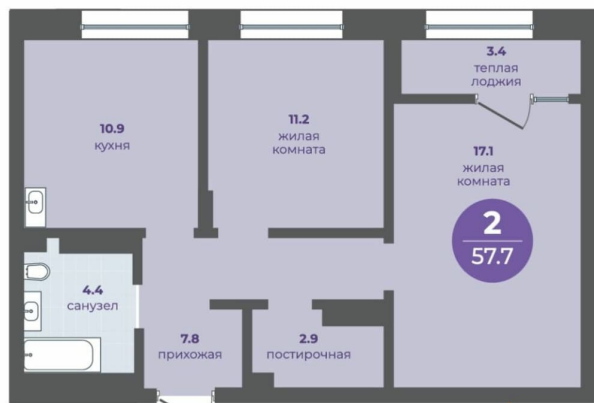 3.4
теплая
лоджия
10.9
кухня
11.2
жилая
комната
17.1
жилая
комната
2
57.7
4.4
санузел
7.8
прихожая
2.9
постирочная